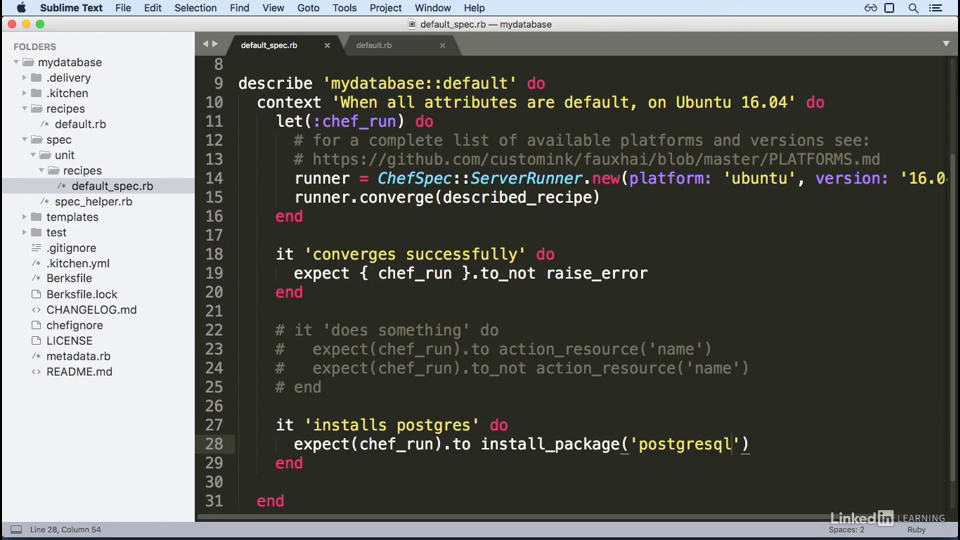 Sublime Text File Edit Selection Find View Goto Tools Project Window Help
default_spec.rb — mydatabase
FOLDERS
mydatabase
.delivery
.kitchen
recipes
default.rb
spec
unit
recipes
/* default_spec.rb
/* spec_helper.rb
templates
test
.gitignore
/* .kitchen.yml
Berksfile
Berksfile.lock
<> CHANGELOG.md
chefignore
LICENSE
/* metadata.rb
<> README.md
default_spec.rb × default.rb ×
8
9 describe 'mydatabase::default' do
10 context 'When all attributes are default, on Ubuntu 16.04' do
11 let(:chef_run) do
12 # for a complete list of available platforms and versions see:
13 # https://github.com/customink/fauxhai/blob/master/PLATFORMS.md
14 runner = ChefSpec::ServerRunner.new(platform: 'ubuntu', version: '16.0
15 runner.converge(described_recipe)
16 end
17
18 it 'converges successfully' do
19 expect { chef_run }.to_not raise_error
20 end
21
22 # it 'does something' do
23 # expect(chef_run).to action_resource('name')
24 # expect(chef_run).to_not action_resource('name')
25 # end
26
27 it 'installs postgres' do
28 expect(chef_run).to install_package('postgresql')
29 end
30
31 end
Line 28, Column 54 Spaces: 2 Ruby
LinkedIn LEARNING